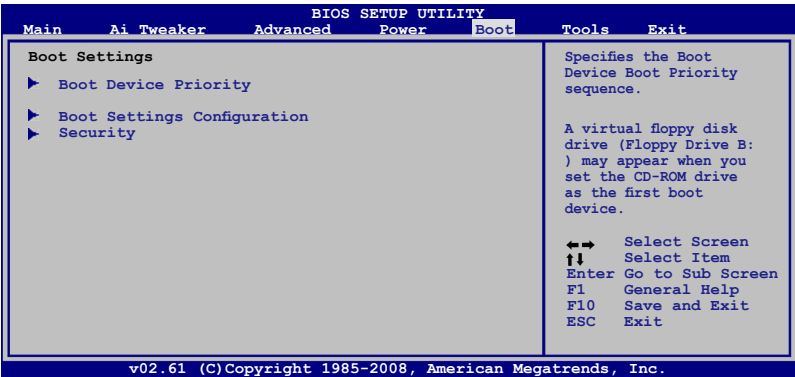 BIOS SETUP UTILITY
Main Ai Tweaker Advanced Power Boot Tools Exit
Boot Settings
Boot Device Priority
Boot Settings Configuration
Security
Specifies the Boot
Device Boot Priority
sequence.
A virtual floppy disk
drive (Floppy Drive B:
) may appear when you
set the CD-ROM drive
as the first boot
device.
←→ Select Screen
↑↓ Select Item
Enter Go to Sub Screen
F1 General Help
F10 Save and Exit
ESC Exit
v02.61 (C)Copyright 1985-2008, American Megatrends, Inc.